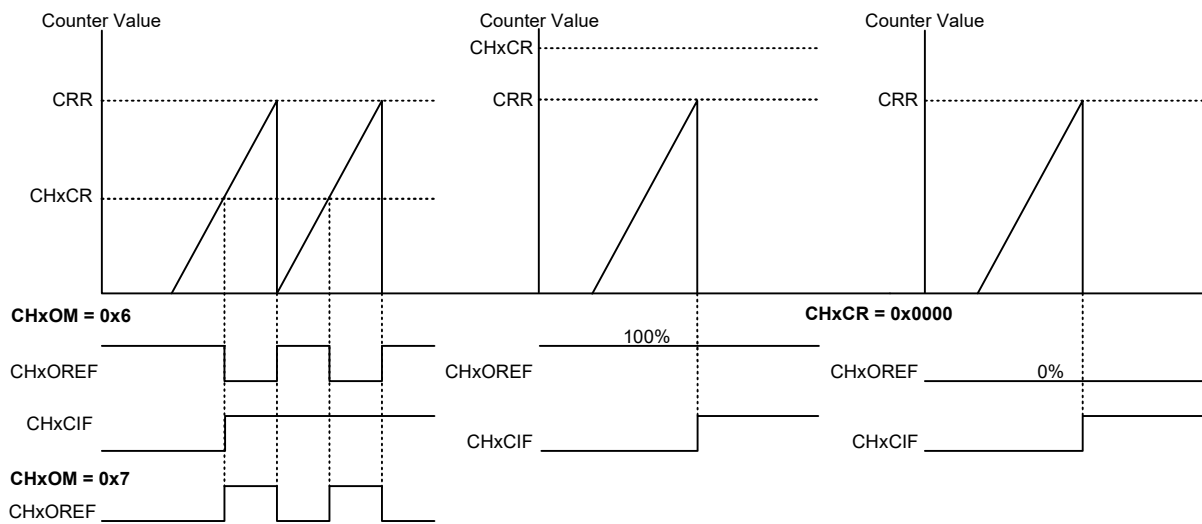 Counter Value
CRR
CHxCR
CHxOM = 0x6
CHxOREF
CHxCIF
CHxOM = 0x7
CHxOREF
Counter Value
CHxCR
CRR
100%
CHxOREF
CHxCIF
Counter Value
CRR
CHxCR = 0x0000
CHxOREF
0%
CHxCIF